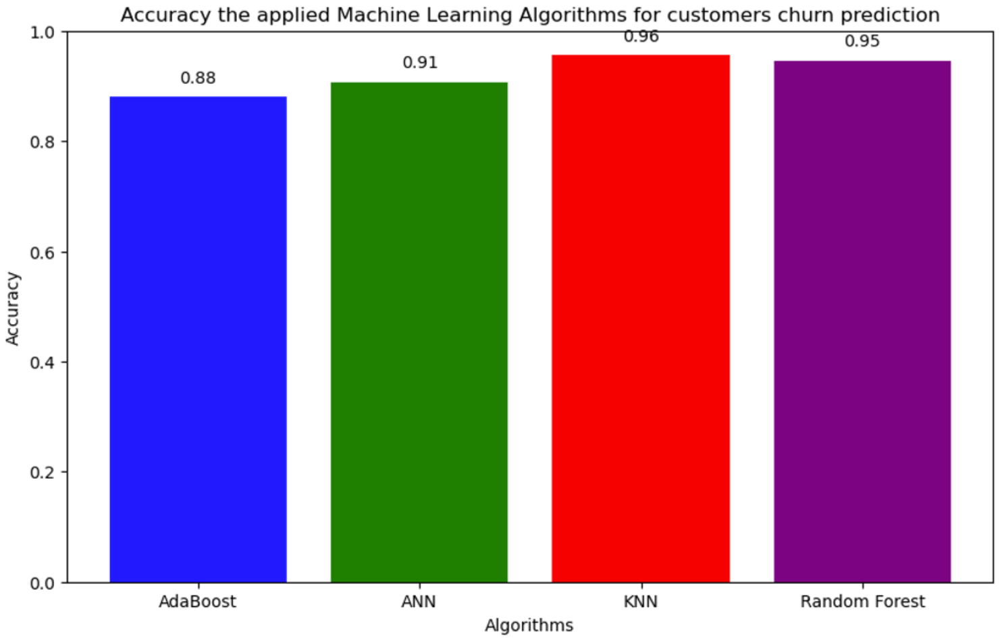 Accuracy the applied Machine Learning Algorithms for customers churn prediction
1.0
0.8
0.6
0.4
0.2
0.0
Accuracy
0.88
0.91
0.96
0.95
AdaBoost
ANN
KNN
Random Forest
Algorithms